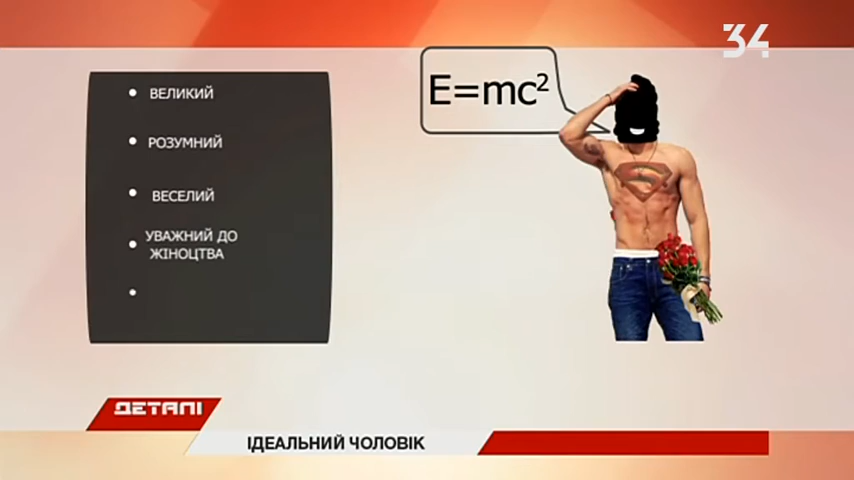 34
ВЕЛИКИЙ
E=mc²
РОЗУМНИЙ
ВЕСЕЛИЙ
УВАЖНИЙ ДО
ЖІНОЦТВА
ДЕТАЛІ
ІДЕАЛЬНИЙ ЧОЛОВІК